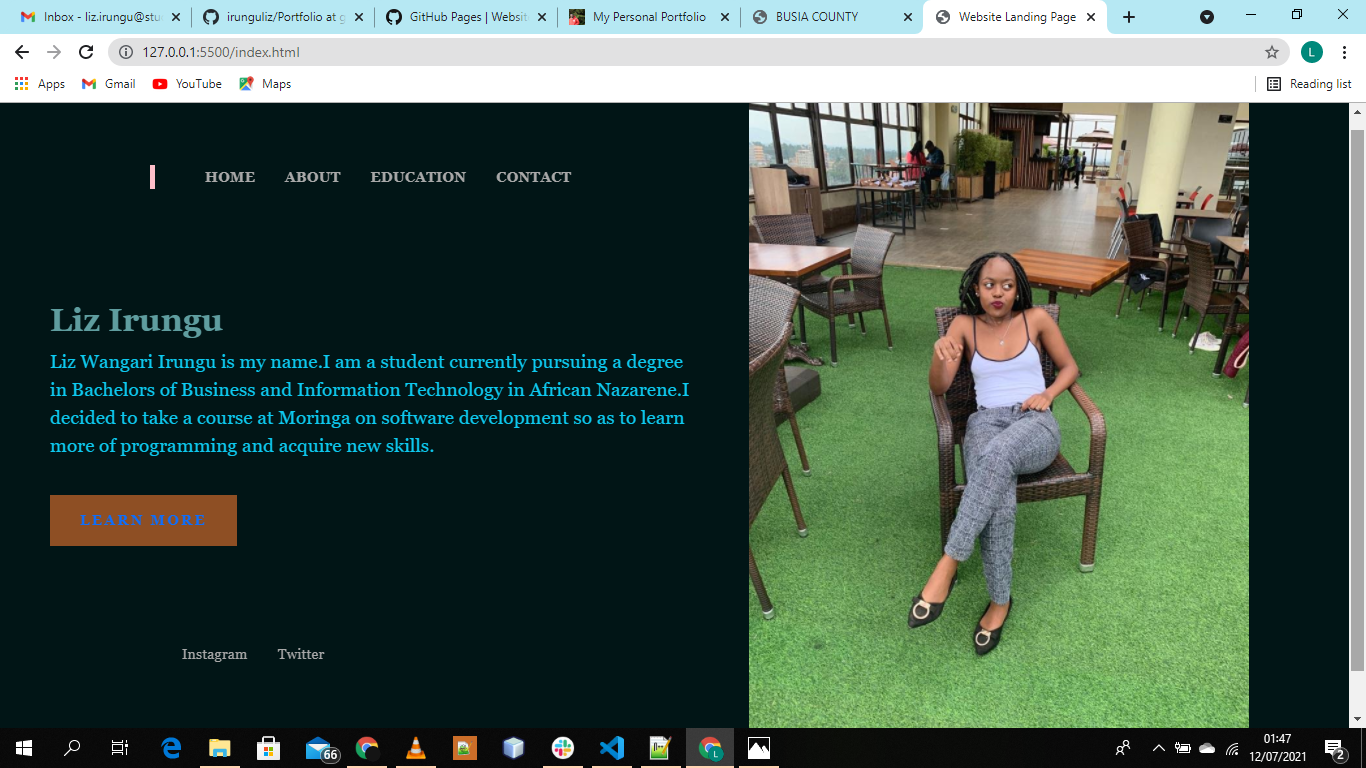 Inbox - liz.irungu@stu
irunguliz/Portfolio at g
GitHub Pages | Websit
My Personal Portfolio
BUSIA COUNTY
Website Landing Page
127.0.0.1:5500/index.html
L
Apps
Gmail
YouTube
Maps
Reading list
HOME
ABOUT
EDUCATION
CONTACT
Liz Irungu
Liz Wangari Irungu is my name.I am a student currently pursuing a degree
in Bachelors of Business and Information Technology in African Nazarene.I
decided to take a course at Moringa on software development so as to learn
more of programming and acquire new skills.
LEARN MORE
Instagram
Twitter
66
L
01:47
12/07/2021
2